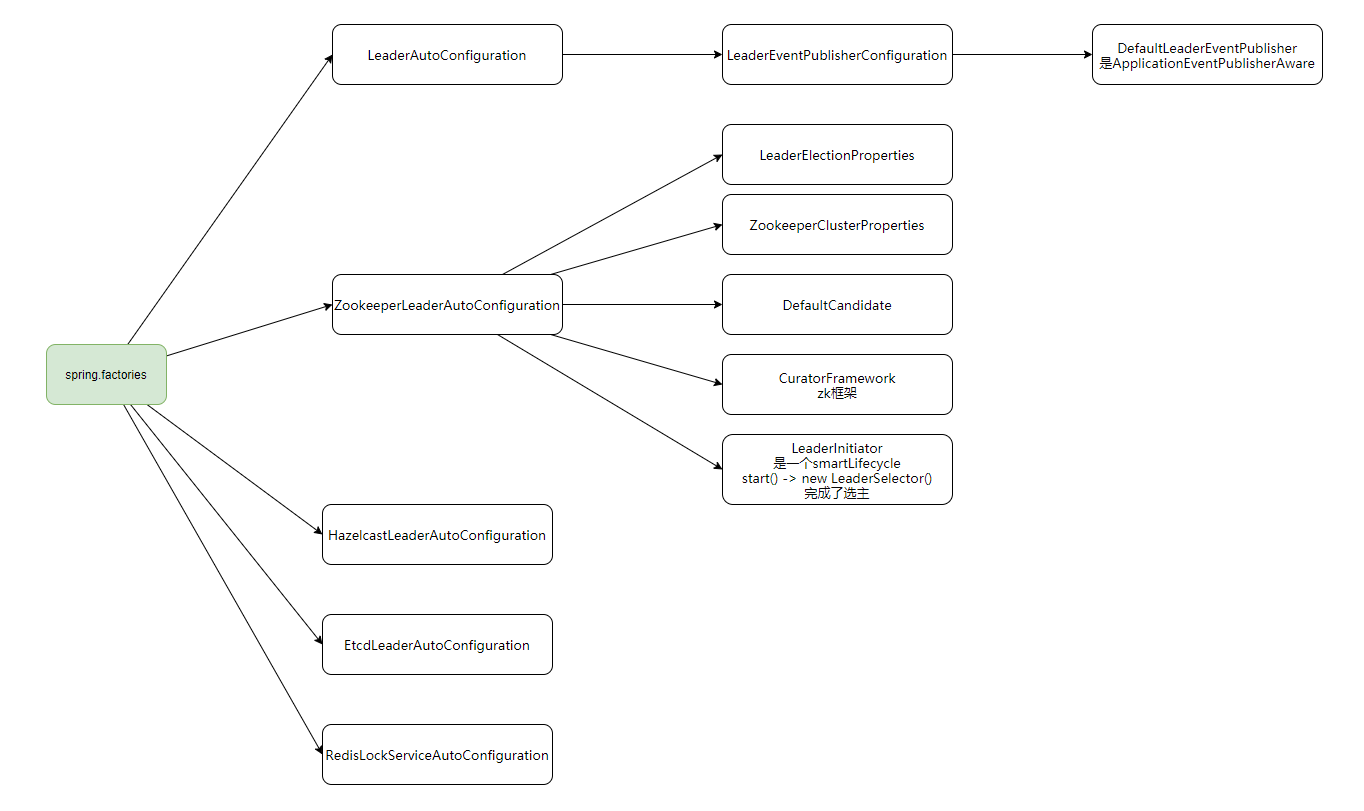 LeaderAutoConfiguration
LeaderEventPublisherConfiguration
DefaultLeaderEventPublisher
是ApplicationEventPublisherAware
LeaderElectionProperties
ZookeeperClusterProperties
ZookeeperLeaderAutoConfiguration
DefaultCandidate
spring.factories
CuratorFramework
zk框架
LeaderInitiator
是一个smartLifecycle
start() -> new LeaderSelector()
完成了选主
HazelcastLeaderAutoConfiguration
EtcdLeaderAutoConfiguration
RedisLockServiceAutoConfiguration